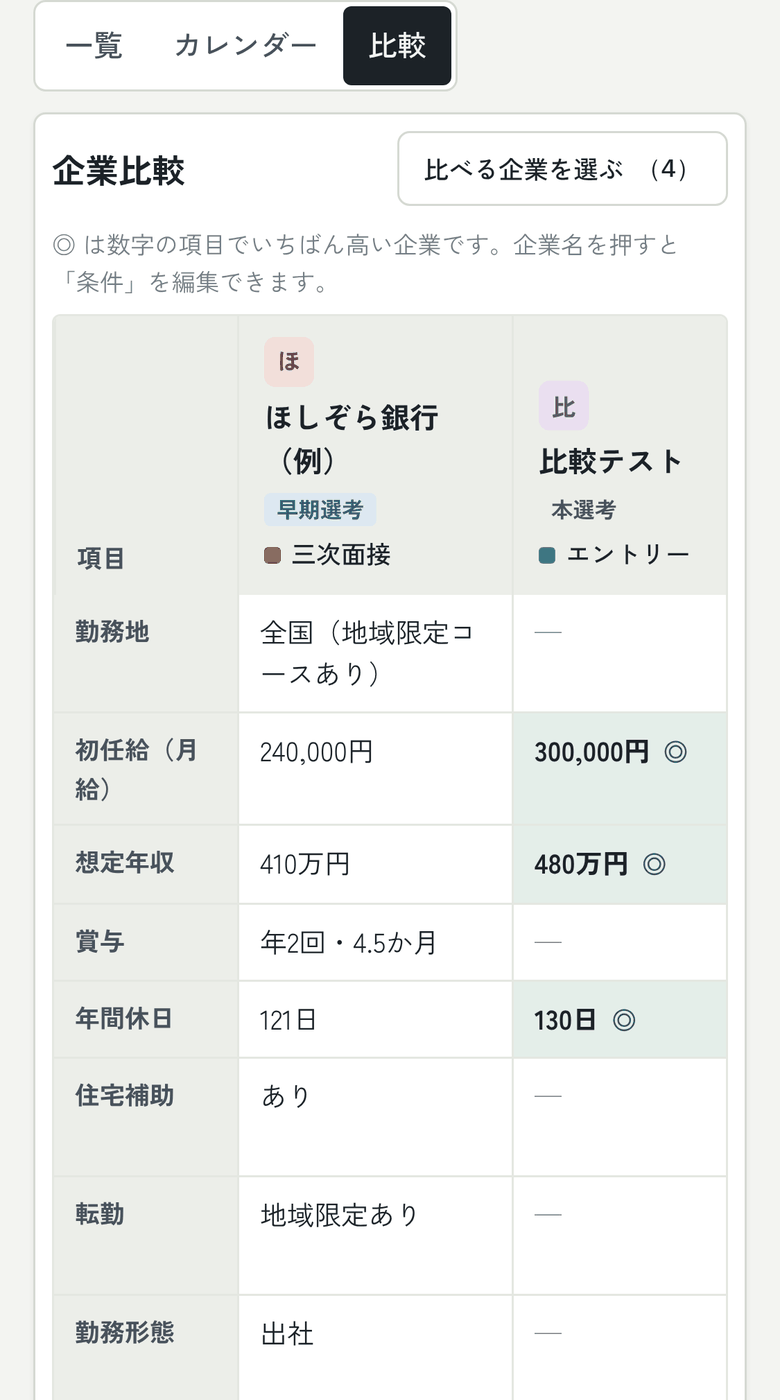 一覧 カレンダー 比較
企業比較 比べる企業を選ぶ （4）
◎ は数字の項目でいちばん高い企業です。企業名を押すと
「条件」を編集できます。
ほ
ほしぞら銀行
（例）
早期選考
三次面接
比
比較テスト
本選考
エントリー
項目
勤務地 全国（地域限定コ —
ースあり）
初任給（月 240,000円 300,000円 ◎
給）
想定年収 410万円 480万円 ◎
賞与 年2回・4.5か月 —
年間休日 121日 130日 ◎
住宅補助 あり —
転勤 地域限定あり —
勤務形態 出社 —